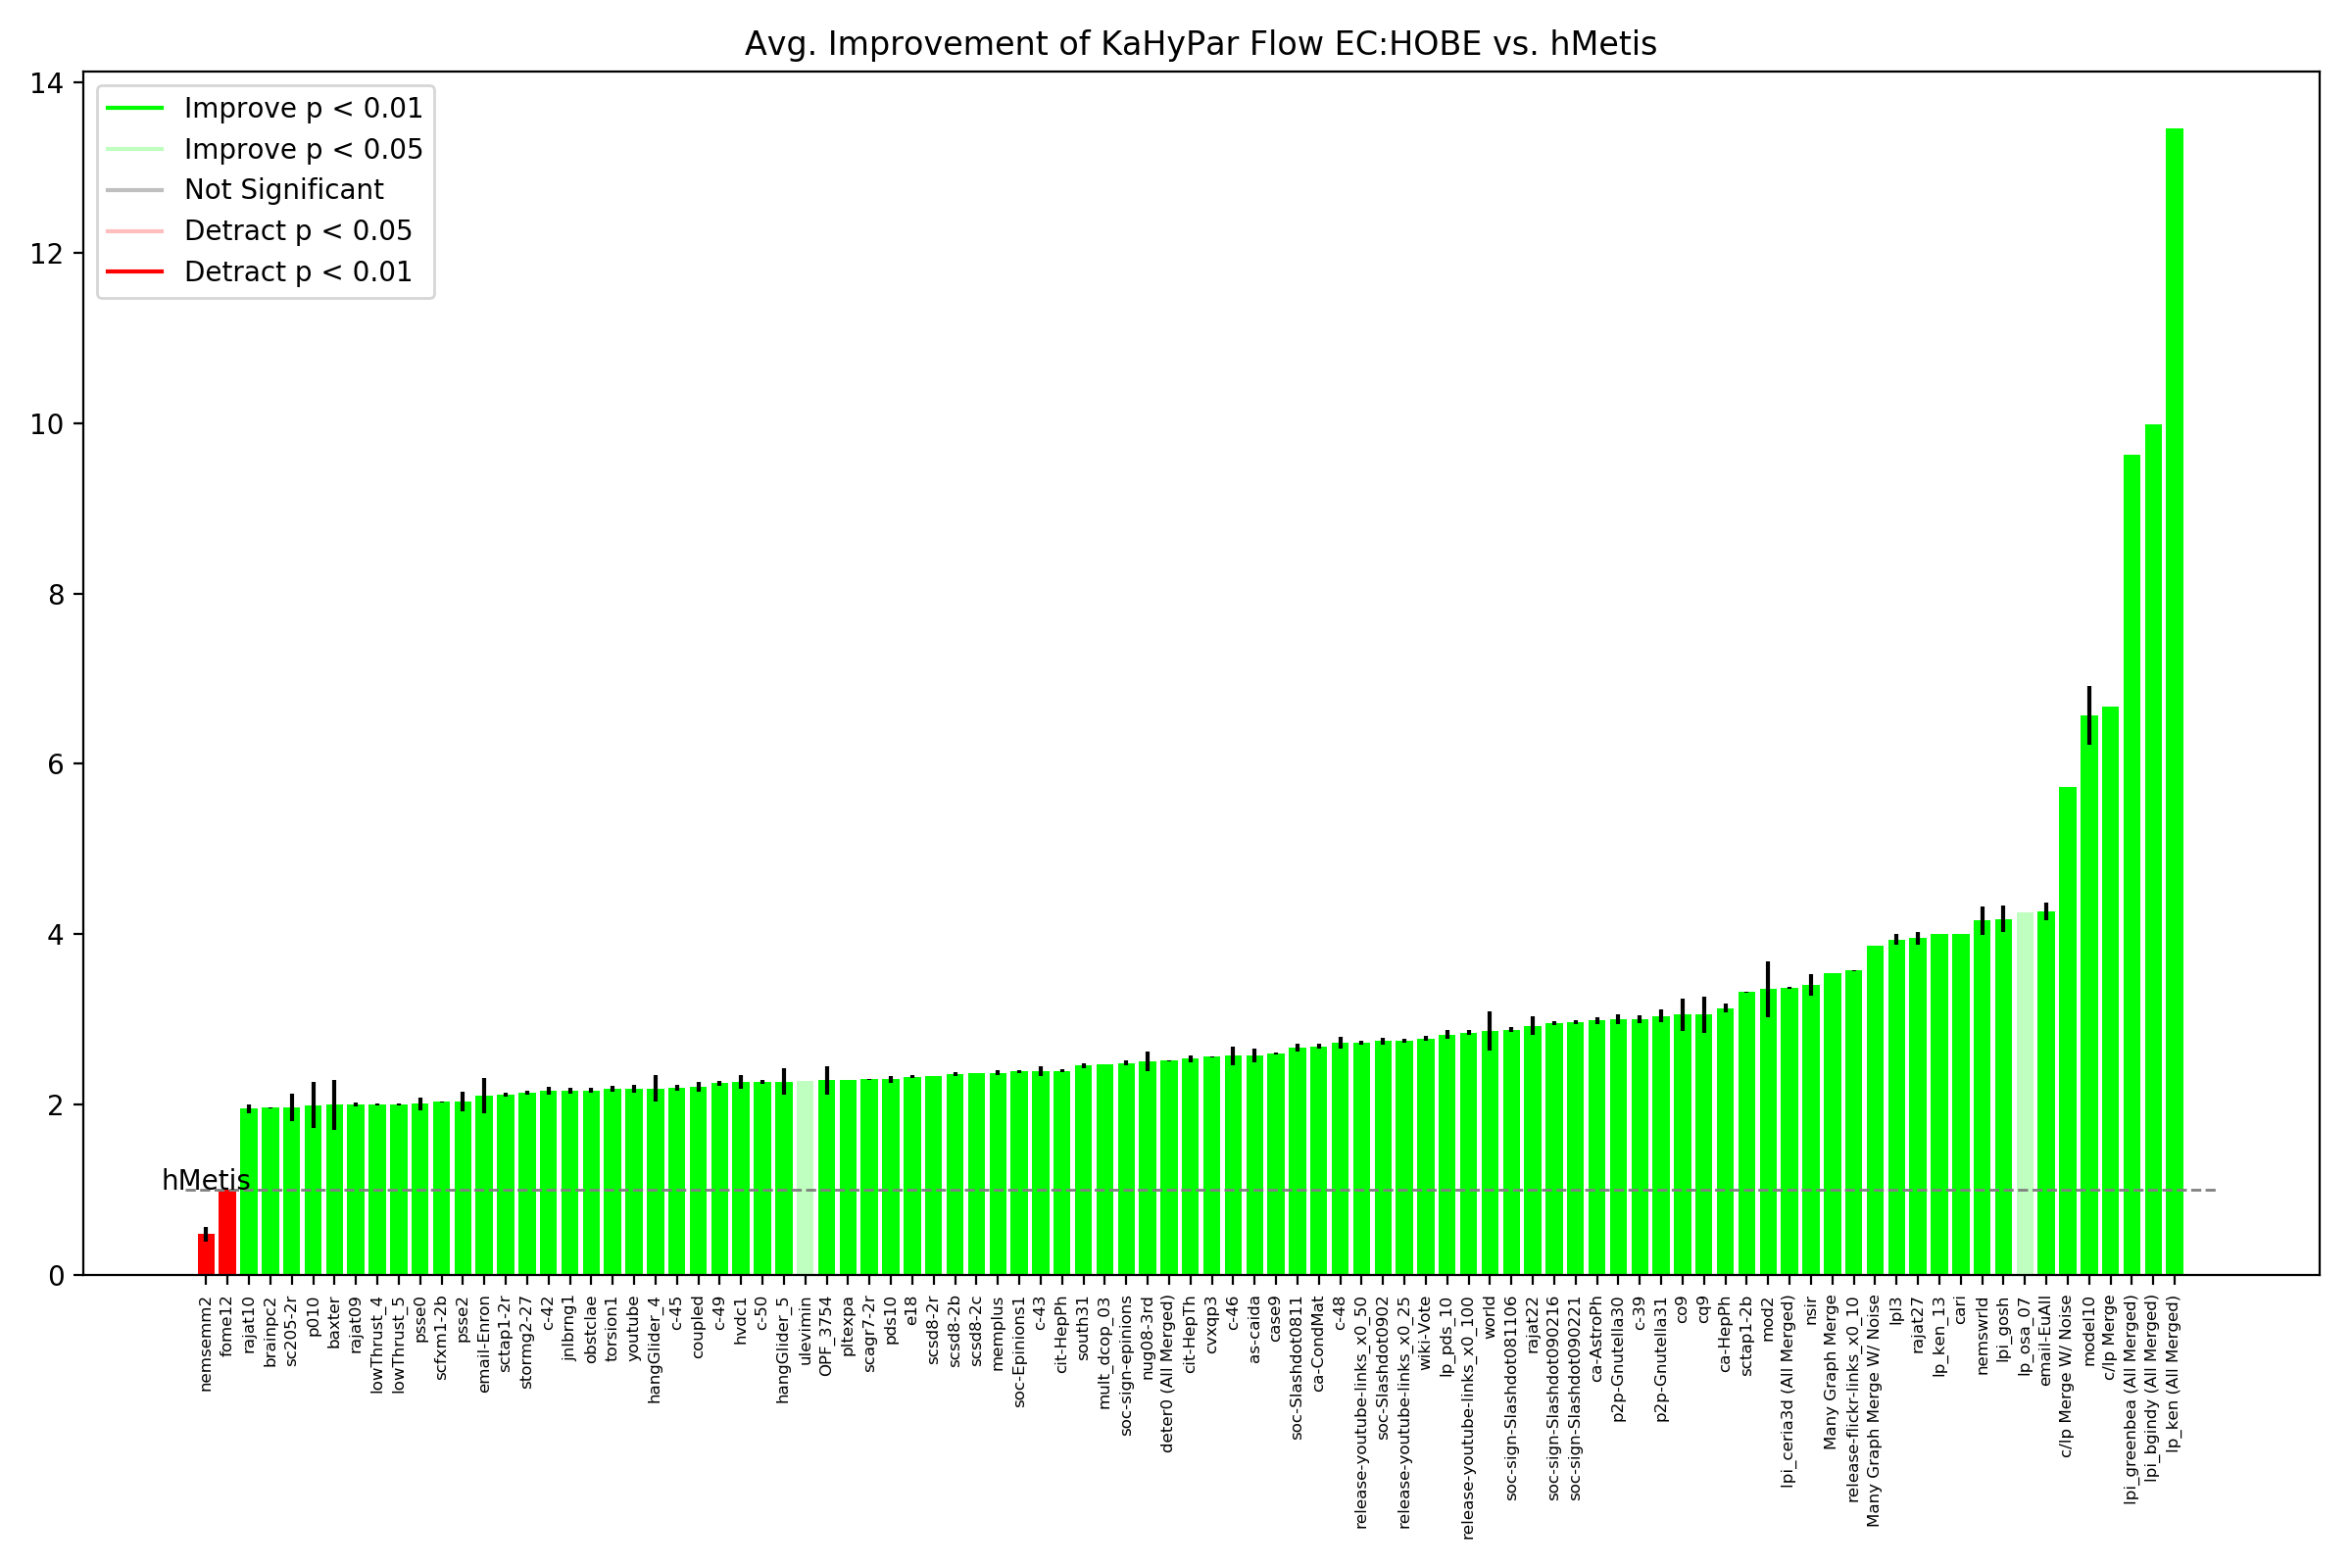 Avg. Improvement of KaHyPar Flow EC:HOBE vs. hMetis
14
12
10
8
6
4
2
0
Improve p < 0.01
Improve p < 0.05
Not Significant
Detract p < 0.05
Detract p < 0.01
hMetis
nemsemm2
fome12
rajat10
brainpc2
sc205-2r
p010
baxter
rajat09
lowThrust_4
lowThrust_5
psse0
scfxm1-2b
psse2
email-Enron
sctap1-2r
stormg2-27
c-42
jnlbrng1
obstclae
torsion1
youtube
hangGlider_4
c-45
coupled
c-49
hvdc1
c-50
hangGlider_5
ulevimin
OPF_3754
pltexpa
scagr7-2r
pds10
e18
scsd8-2r
scsd8-2b
scsd8-2c
memplus
soc-Epinions1
c-43
cit-HepPh
south31
mult_dcop_03
soc-sign-epinions
nug08-3rd
deter0 (All Merged)
cit-HepTh
cvxqp3
c-46
as-caida
case9
soc-Slashdot0811
ca-CondMat
c-48
release-youtube-links_x0_50
soc-Slashdot0902
release-youtube-links_x0_25
wiki-Vote
lp_pds_10
release-youtube-links_x0_100
world
soc-sign-Slashdot081106
rajat22
soc-sign-Slashdot090216
soc-sign-Slashdot090221
ca-AstroPh
p2p-Gnutella30
c-39
p2p-Gnutella31
co9
cq9
ca-HepPh
sctap1-2b
mod2
lpi_ceria3d (All Merged)
nsir
Many Graph Merge
release-flickr-links_x0_10
Many Graph Merge W/ Noise
lpl3
rajat27
lp_ken_13
cari
nemswrld
lpi_gosh
lp_osa_07
email-EuAll
c/lp Merge W/ Noise
model10
c/lp Merge
lpi_greenbea (All Merged)
lpi_bgindy (All Merged)
lp_ken (All Merged)